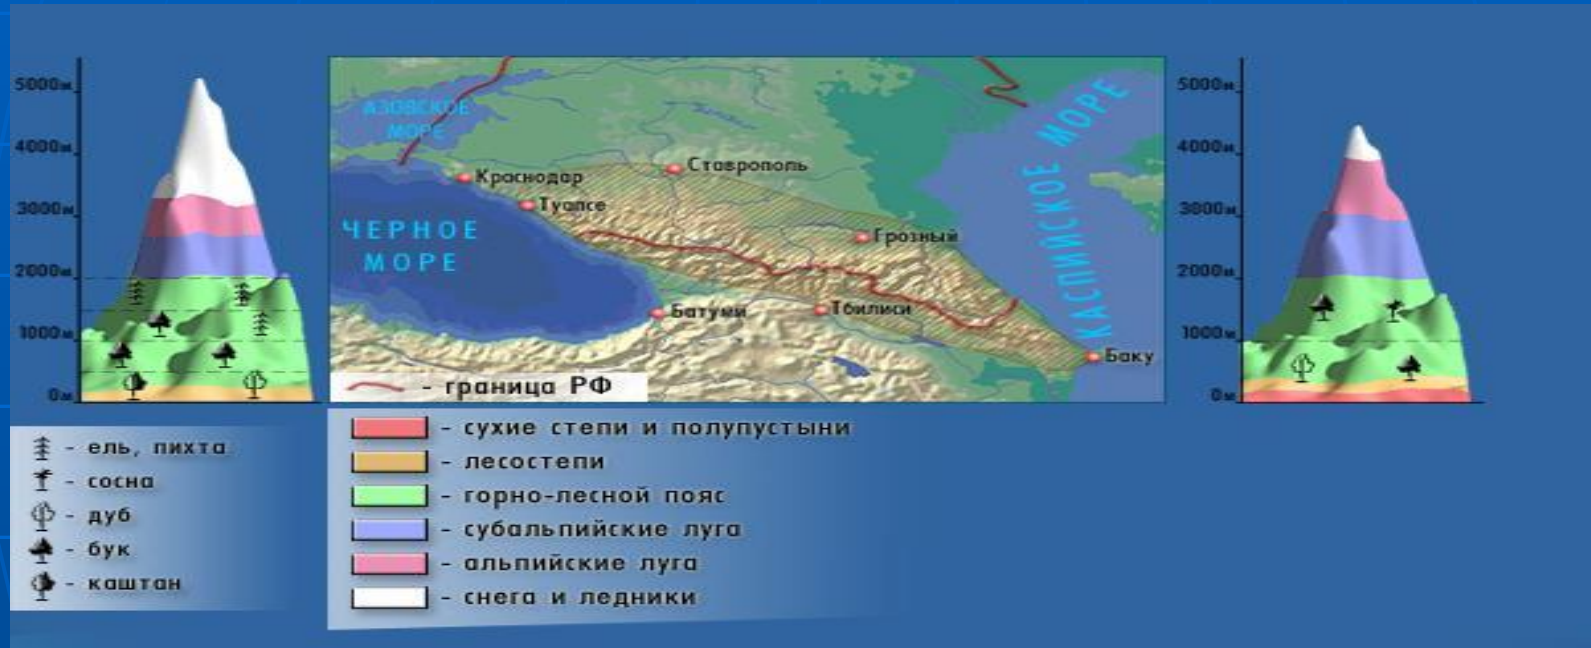 5000м
4000м
3000м
2000м
1000м
0м
АЗОВСКОЕ
МОРЕ
Краснодар
Туапсе
Ставрополь
ЧЕРНОЕ
МОРЕ
Грозный
Батуми
Тбилиси
Баку
КАСПИЙСКОЕ МОРЕ
- граница РФ
5000м
4000м
3000м
2000м
1000м
0м
- ель, пихта
- сосна
- дуб
- бук
- каштан
- сухие степи и полупустыни
- лесостепи
- горно-лесной пояс
- субальпийские луга
- альпийские луга
- снега и ледники